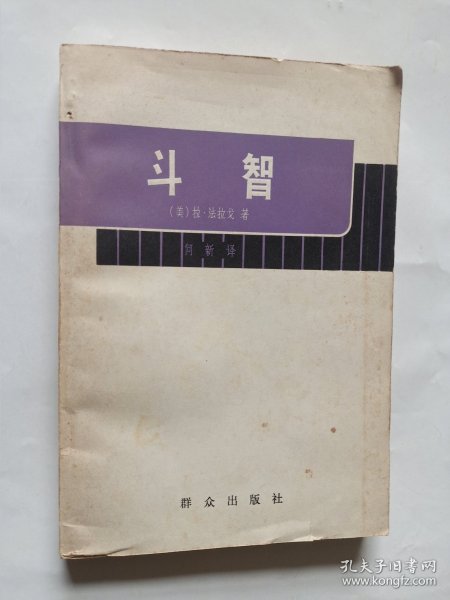 斗智
(美)拉·法拉戈 著
何新译
群众出版社
孔夫子旧书网
www.kongfz.com